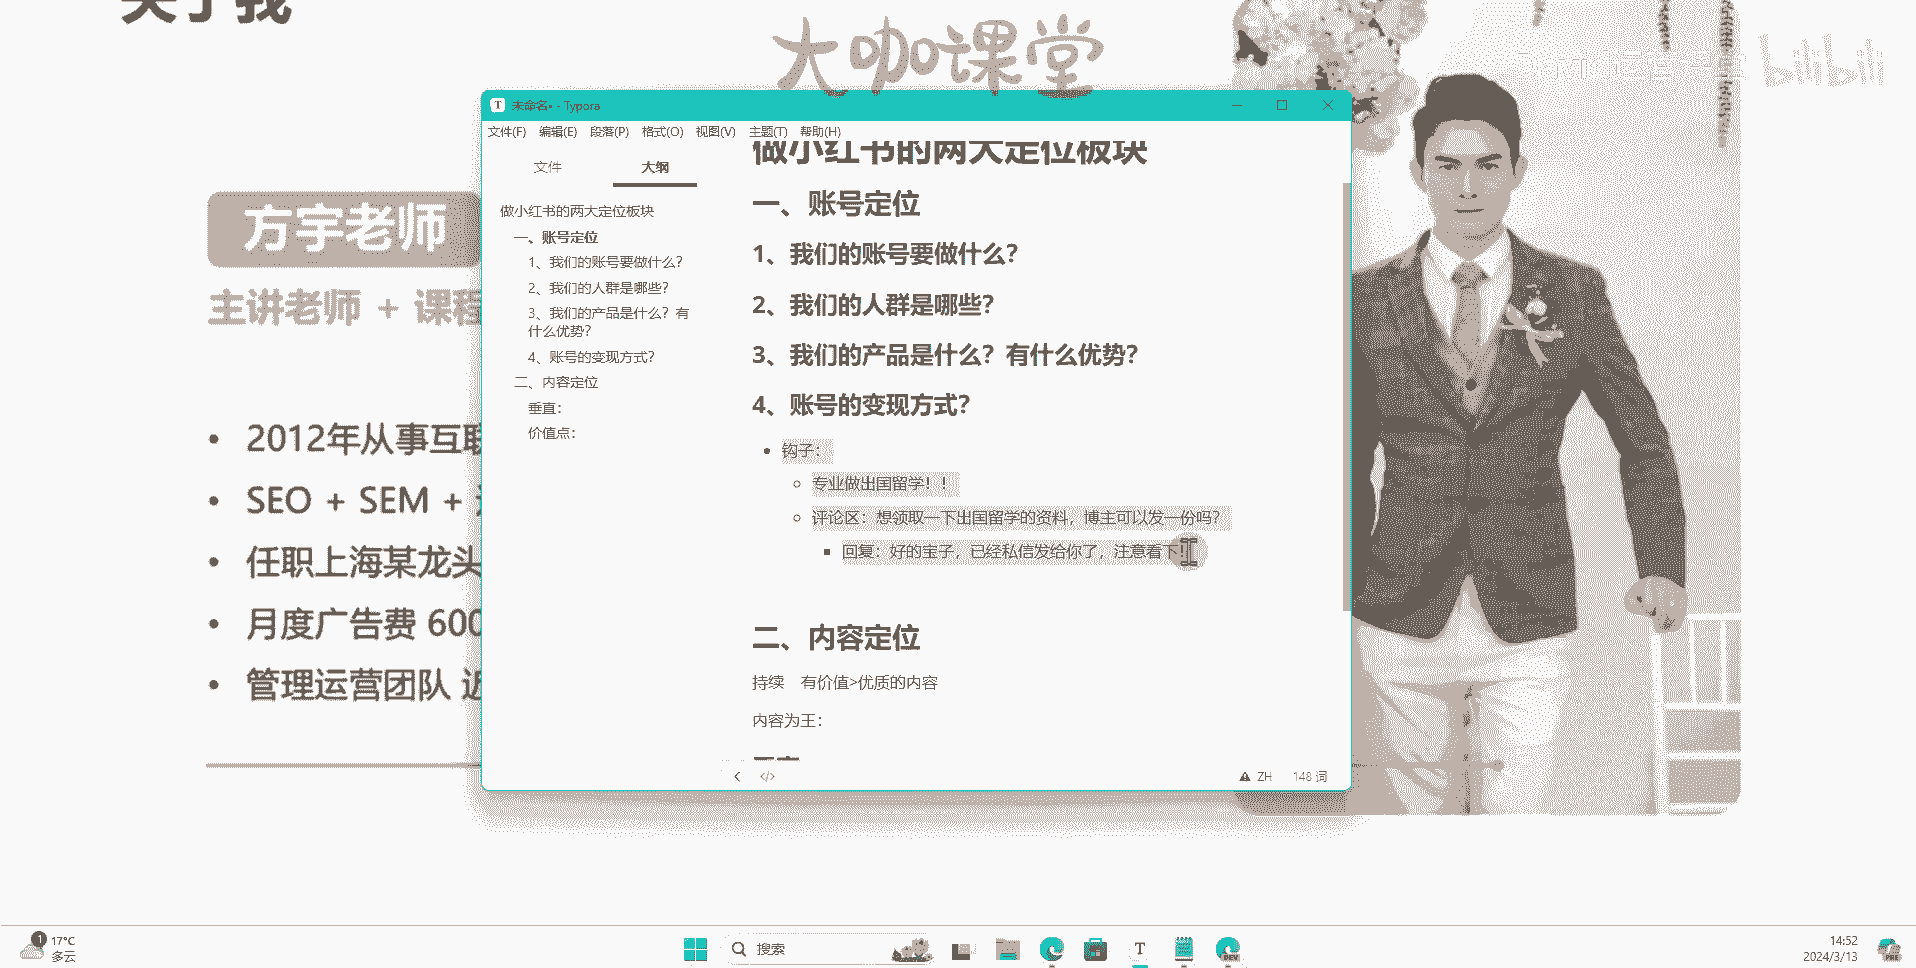 关于我
大咖课堂
bilibili
方宇老师
主讲老师 + 课程
2012年从事互联
SEO + SEM +
任职上海某龙头
月度广告费 600
管理运营团队 近
未命名• - Typora
文件(F) 编辑(E) 段落(P) 格式(O) 视图(V) 主题(T) 帮助(H)
文件 大纲
做小红书的两大定位板块
一、账号定位
1、我们的账号要做什么？
2、我们的人群是哪些？
3、我们的产品是什么？有
什么优势？
4、账号的变现方式？
二、内容定位
垂直：
价值点：
做小红书的两大定位板块
一、账号定位
1、我们的账号要做什么？
2、我们的人群是哪些？
3、我们的产品是什么？有什么优势？
4、账号的变现方式？
钩子：
专业做出国留学！！
评论区：想领取一下出国留学的资料，博主可以发一份吗？
回复：好的宝子，已经私信发给你了，注意看下！
二、内容定位
持续 有价值>优质的内容
内容为王：
ZH 148 词
1
17°C
多云
搜索
T
DEV
14:52
2024/3/13
PRE